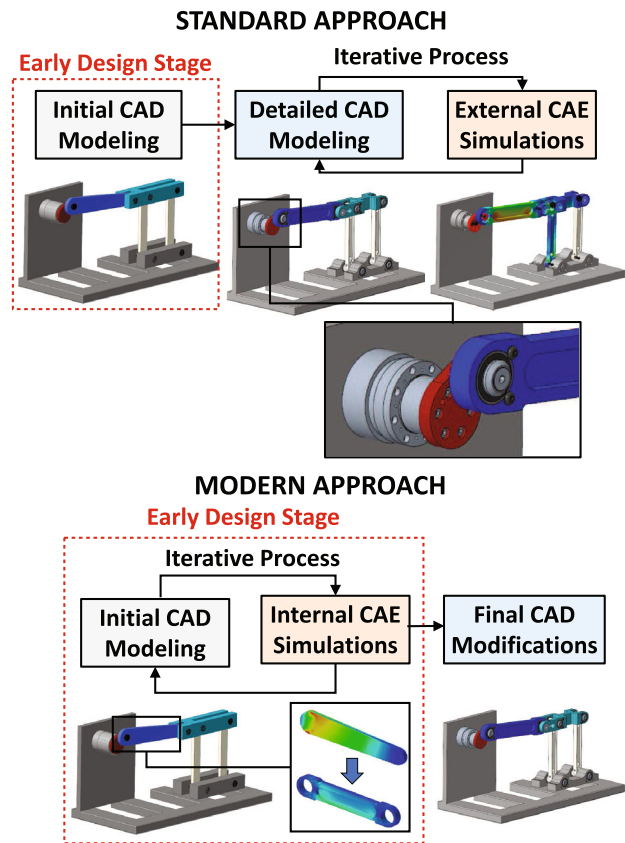 STANDARD APPROACH
Early Design Stage
Iterative Process
Initial CAD
Modeling
Detailed CAD
Modeling
External CAE
Simulations
MODERN APPROACH
Early Design Stage
Iterative Process
Initial CAD
Modeling
Internal CAE
Simulations
Final CAD
Modifications